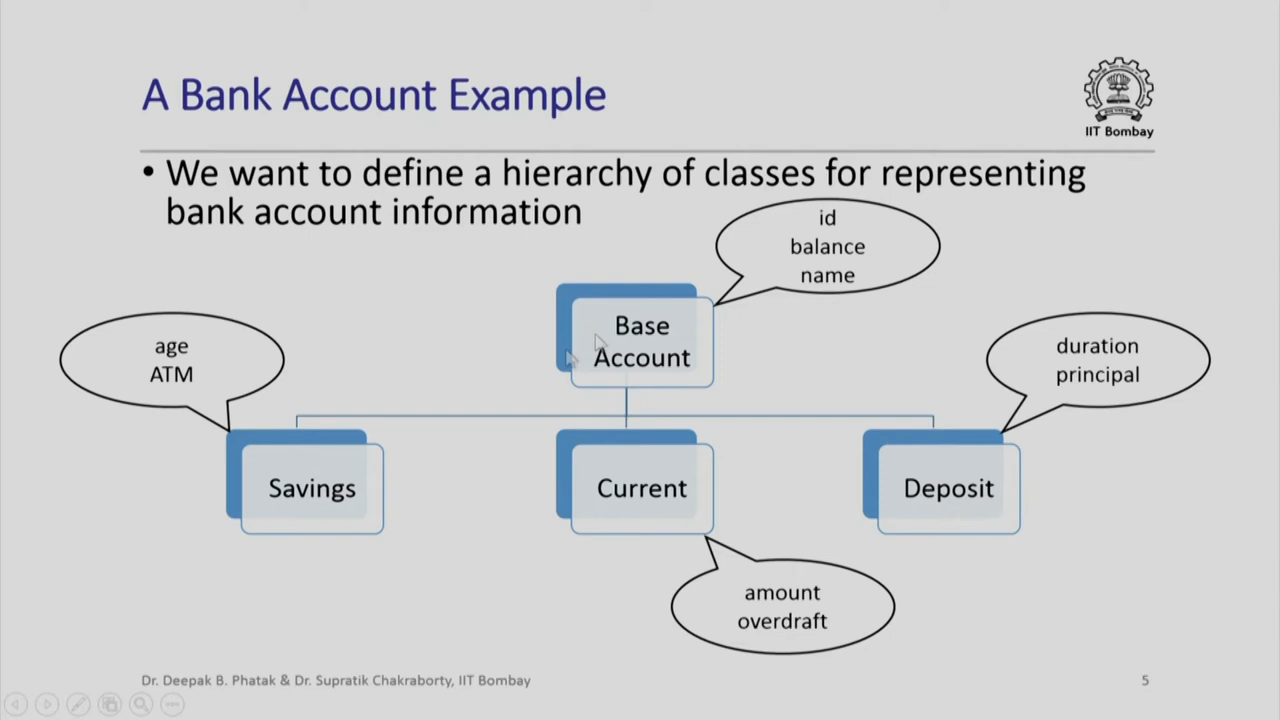 A Bank Account Example
IIT Bombay
• We want to define a hierarchy of classes for representing
bank account information
id
balance
name
Base
Account
age
ATM
duration
principal
Savings
Current
Deposit
amount
overdraft
Dr. Deepak B. Phatak & Dr. Supratik Chakraborty, IIT Bombay
5